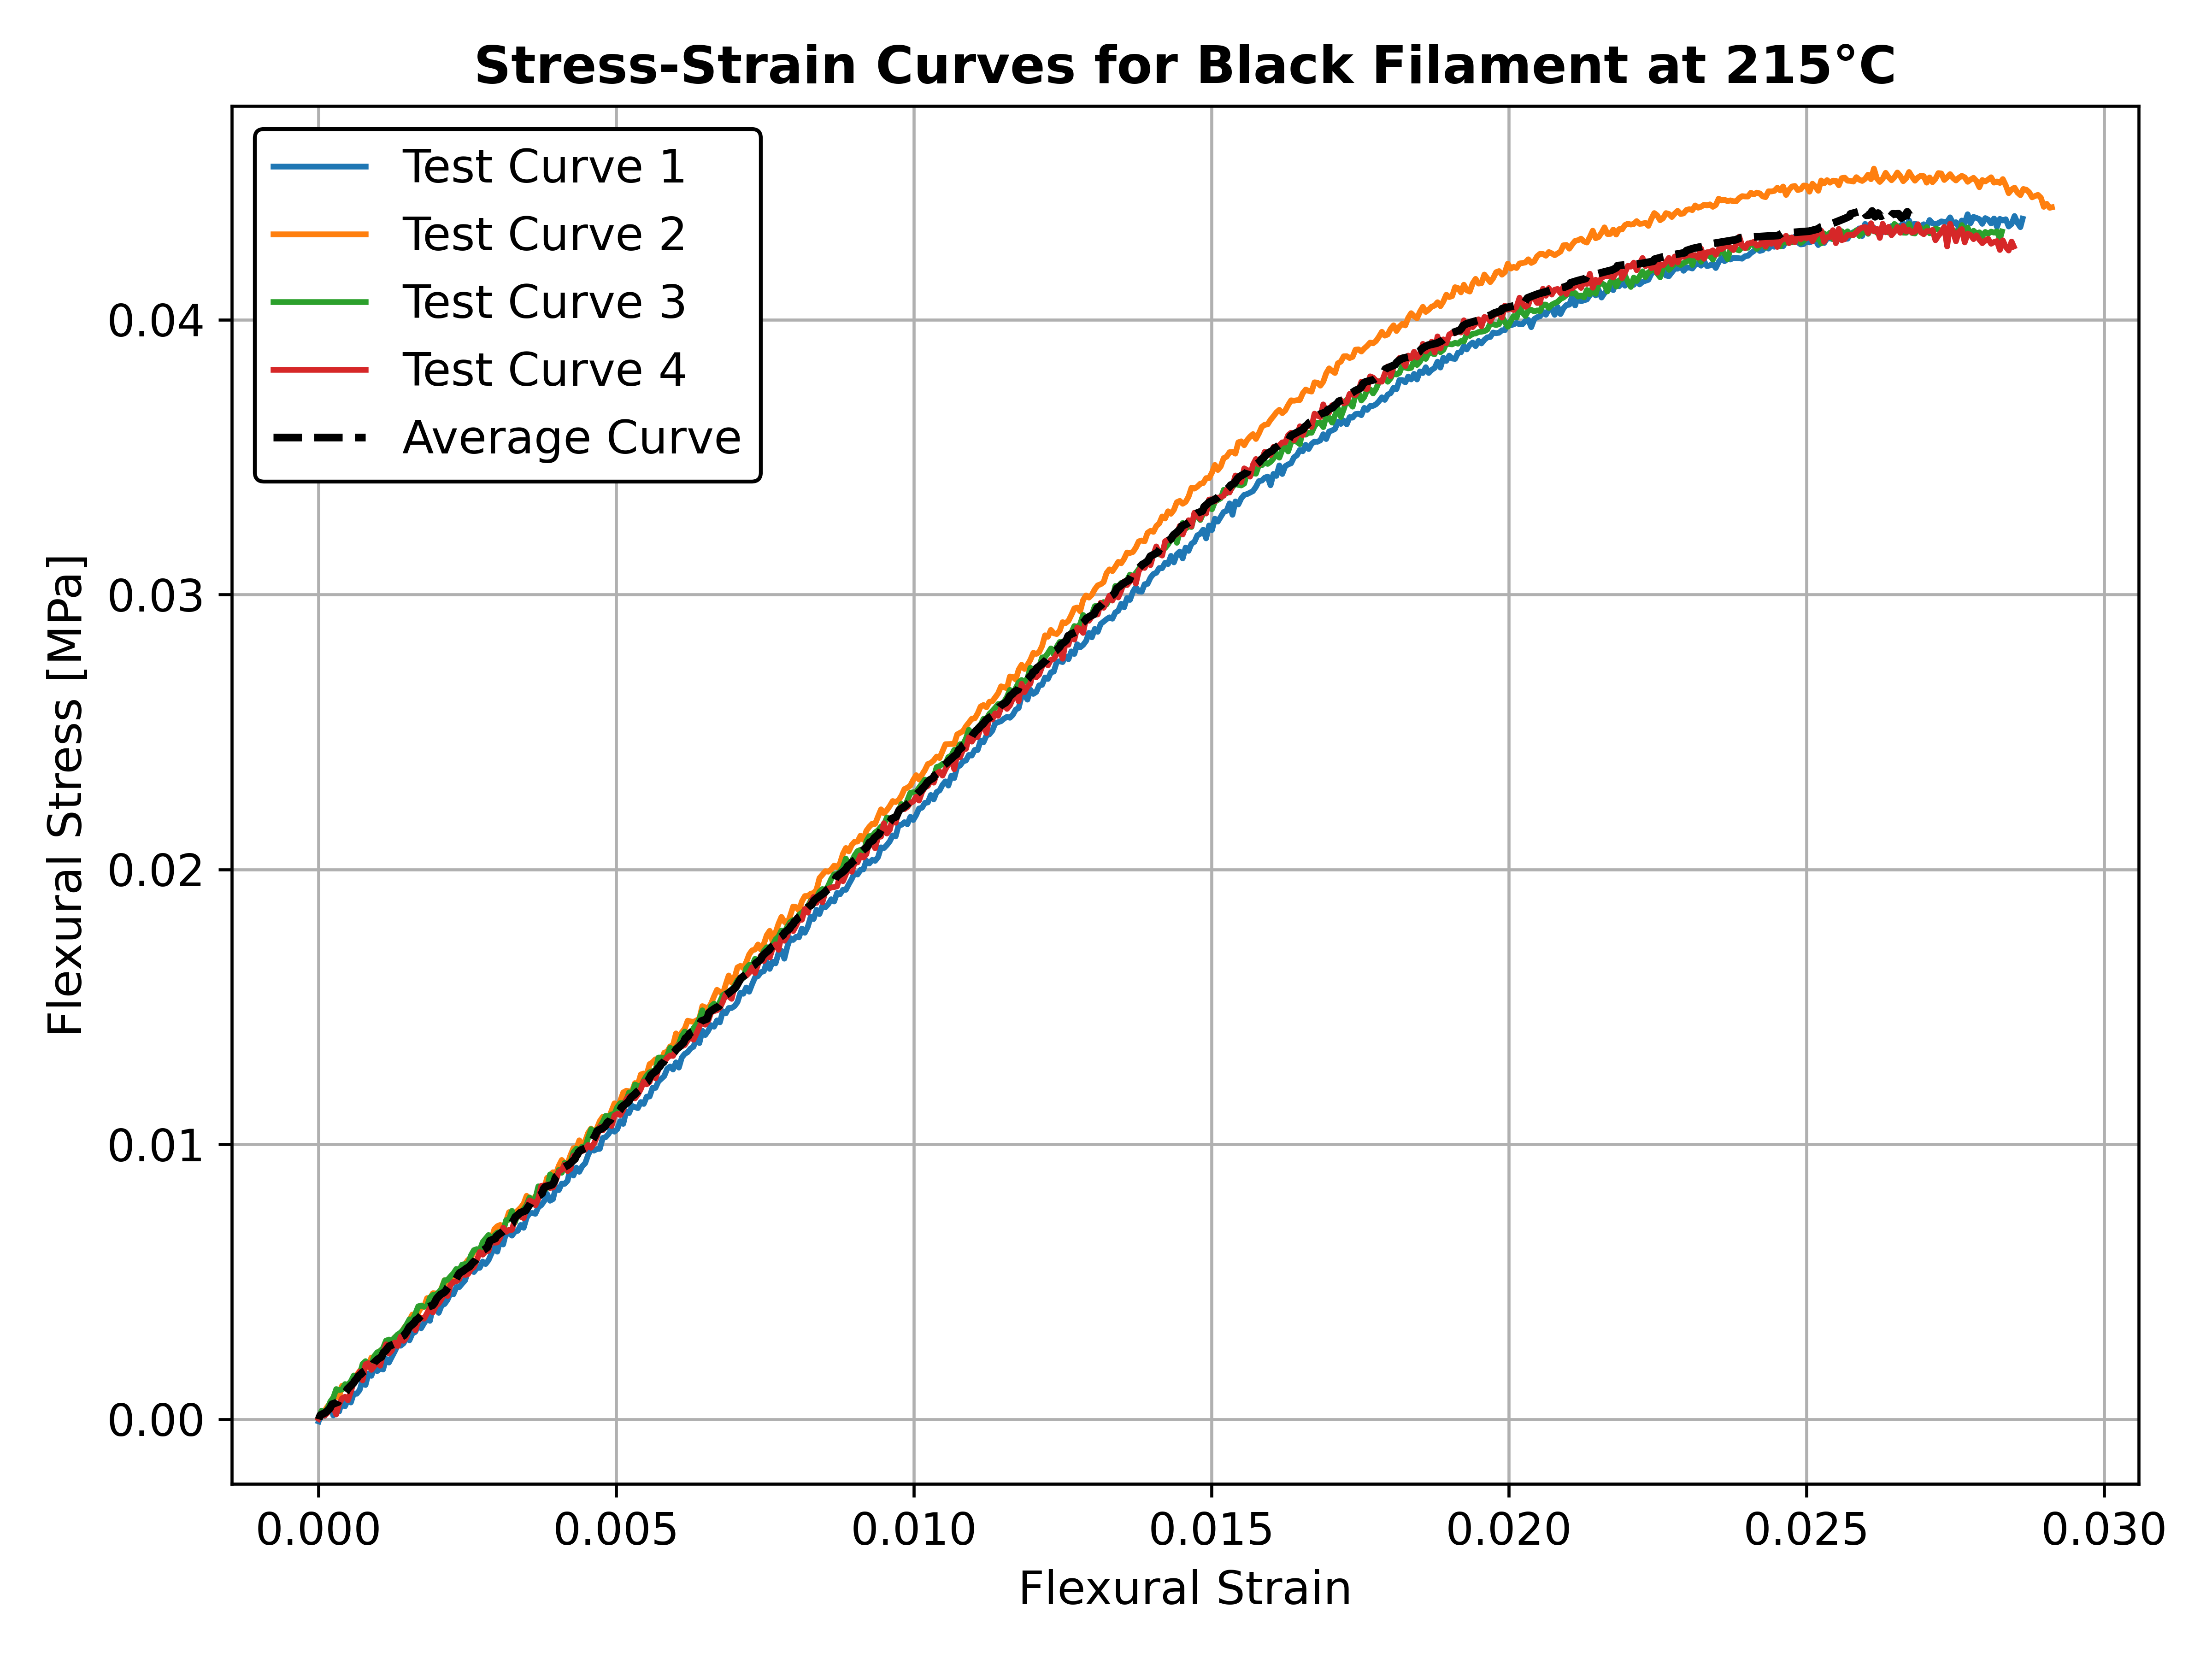 Stress-Strain Curves for Black Filament at 215°C
Test Curve 1
Test Curve 2
Test Curve 3
Test Curve 4
Average Curve
Flexural Stress [MPa]
0.04
0.03
0.02
0.01
0.00
0.000 0.005 0.010 0.015 0.020 0.025 0.030
Flexural Strain